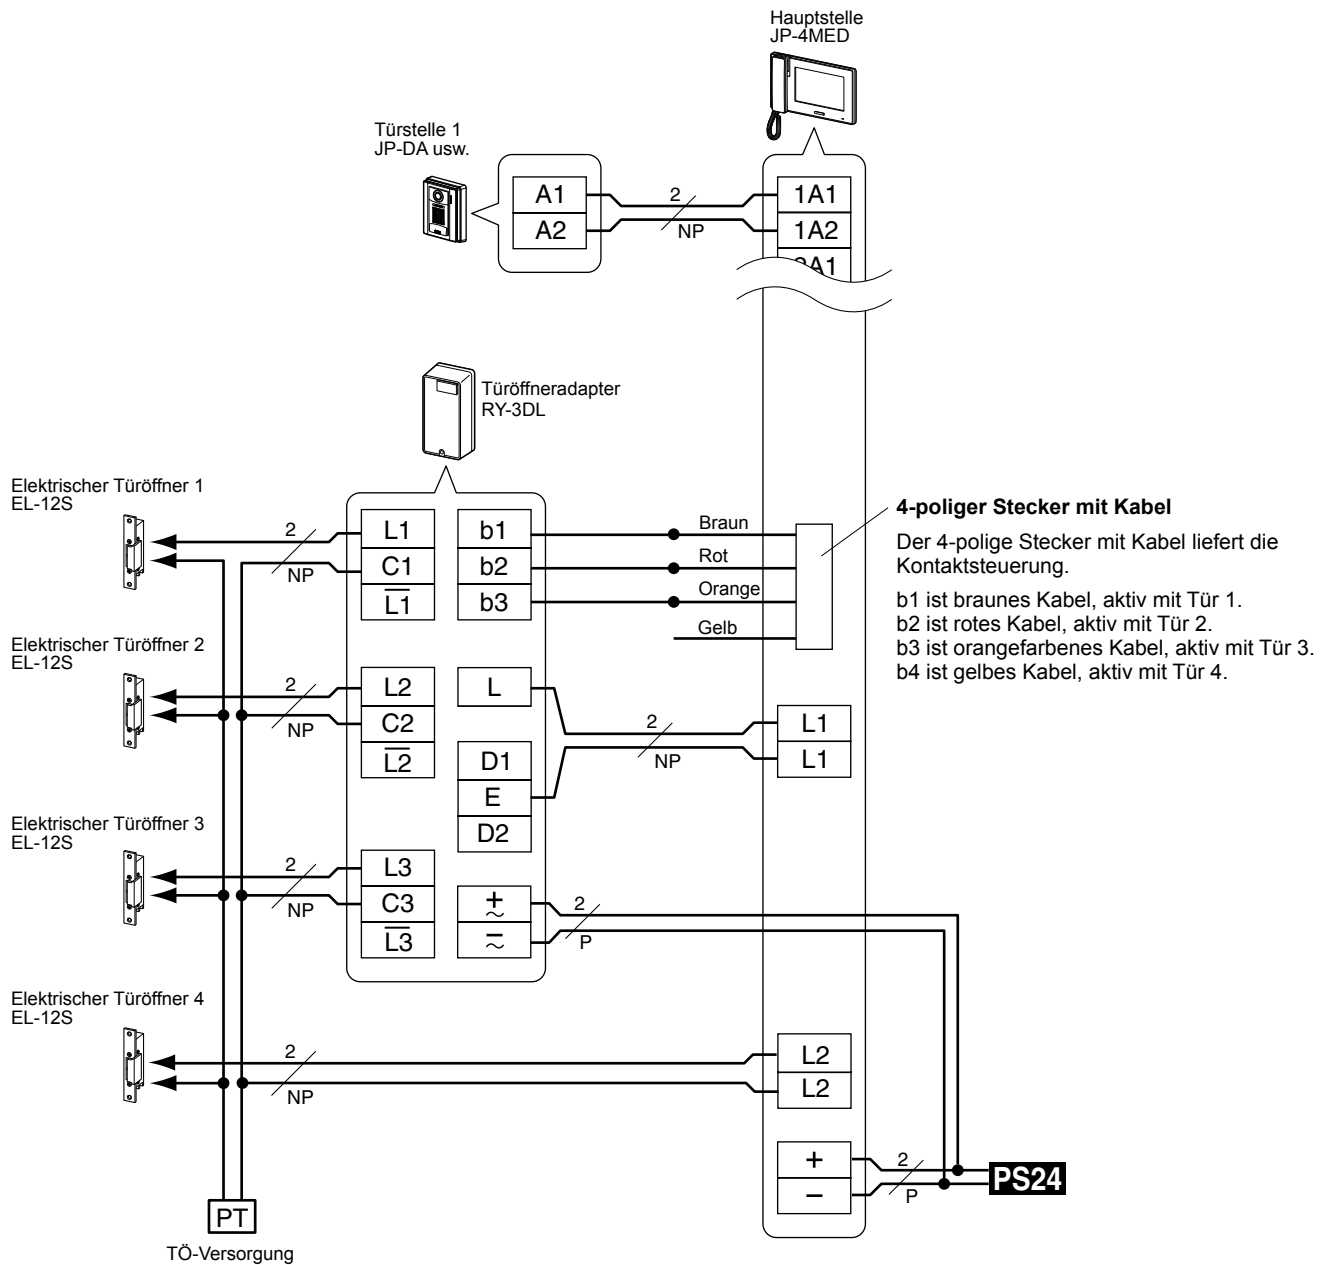 Hauptstelle
JP-4MED
Türstelle 1
JP-DA usw.
A1
A2
2
NP
1A1
1A2
2A1
Türöffneradapter
RY-3DL
Elektrischer Türöffner 1
EL-12S
2
NP
L1
C1
L̅1̅
b1
b2
b3
Braun
Rot
Orange
Gelb
4-poliger Stecker mit Kabel
Der 4-polige Stecker mit Kabel liefert die
Kontaktsteuerung.
b1 ist braunes Kabel, aktiv mit Tür 1.
b2 ist rotes Kabel, aktiv mit Tür 2.
b3 ist orangefarbenes Kabel, aktiv mit Tür 3.
b4 ist gelbes Kabel, aktiv mit Tür 4.
Elektrischer Türöffner 2
EL-12S
2
NP
L2
C2
L̅2̅
L
D1
E
D2
2
NP
L1
L1
Elektrischer Türöffner 3
EL-12S
2
NP
L3
C3
L̅3̅
+
~
−
~
2
P
Elektrischer Türöffner 4
EL-12S
2
NP
L2
L2
+
−
2
P
PS24
PT
TÖ-Versorgung